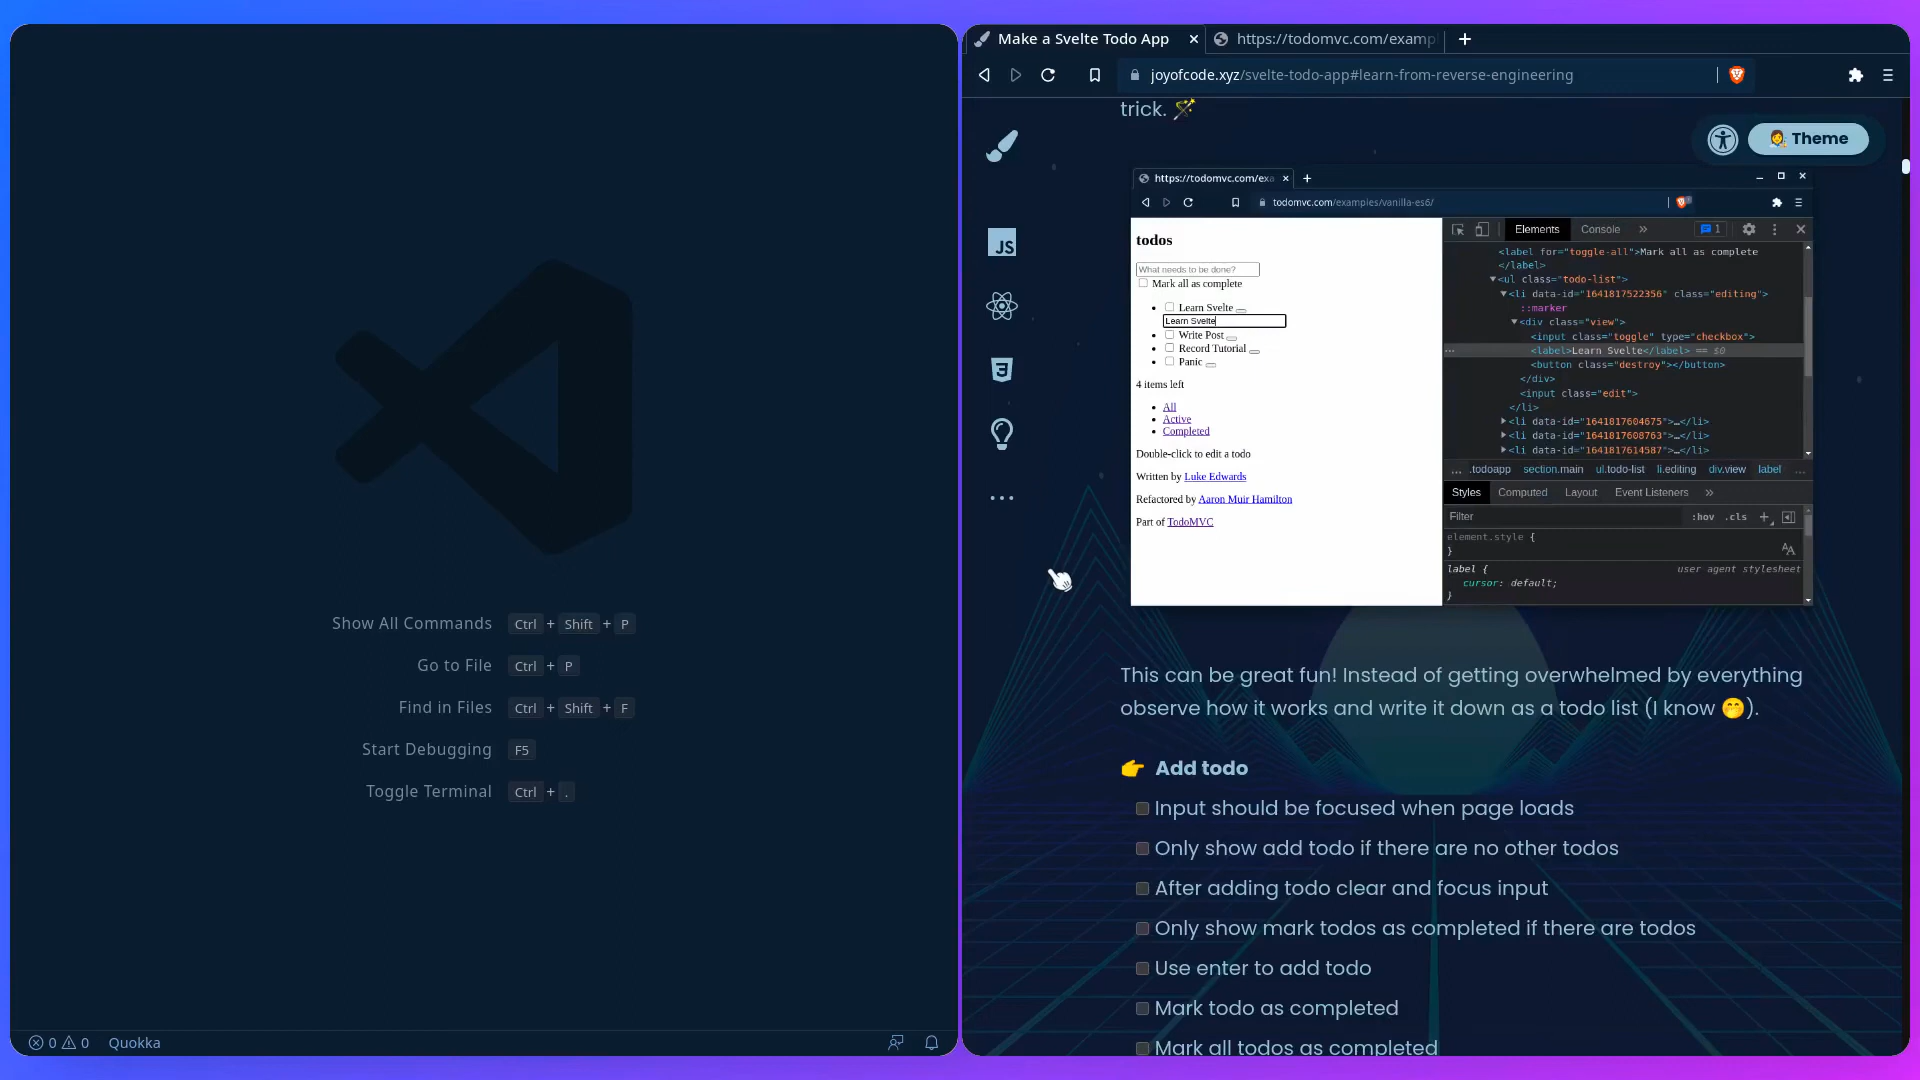 Show All Commands Ctrl + Shift + P
Go to File Ctrl + P
Find in Files Ctrl + Shift + F
Start Debugging F5
Toggle Terminal Ctrl + .
0 0 Quokka
Make a Svelte Todo App https://todomvc.com/examp
joyofcode.xyz/svelte-todo-app#learn-from-reverse-engineering
trick. 🪄
👩‍🎨 Theme
JS
3
https://todomvc.com/exa
todomvc.com/examples/vanilla-es6/
todos
What needs to be done?
Mark all as complete
Learn Svelte
Learn Svelte
Write Post
Record Tutorial
Panic
4 items left
All
Active
Completed
Double-click to edit a todo
Written by Luke Edwards
Refactored by Aaron Muir Hamilton
Part of TodoMVC
Elements Console » 1
<label for="toggle-all">Mark all as complete
</label>
<ul class="todo-list">
<li data-id="1641817522356" class="editing">
::marker
<div class="view">
<input class="toggle" type="checkbox">
<label>Learn Svelte</label> == $0
<button class="destroy"></button>
</div>
<input class="edit">
</li>
<li data-id="1641817604675">…</li>
<li data-id="1641817608763">…</li>
<li data-id="1641817614587">…</li>
... .todoapp section.main ul.todo-list li.editing div.view label ...
Styles Computed Layout Event Listeners »
Filter :hov .cls +
element.style {
}
label { user agent stylesheet
cursor: default;
}
This can be great fun! Instead of getting overwhelmed by everything
observe how it works and write it down as a todo list (I know 🤭).
👉 Add todo
Input should be focused when page loads
Only show add todo if there are no other todos
After adding todo clear and focus input
Only show mark todos as completed if there are todos
Use enter to add todo
Mark todo as completed
Mark all todos as completed